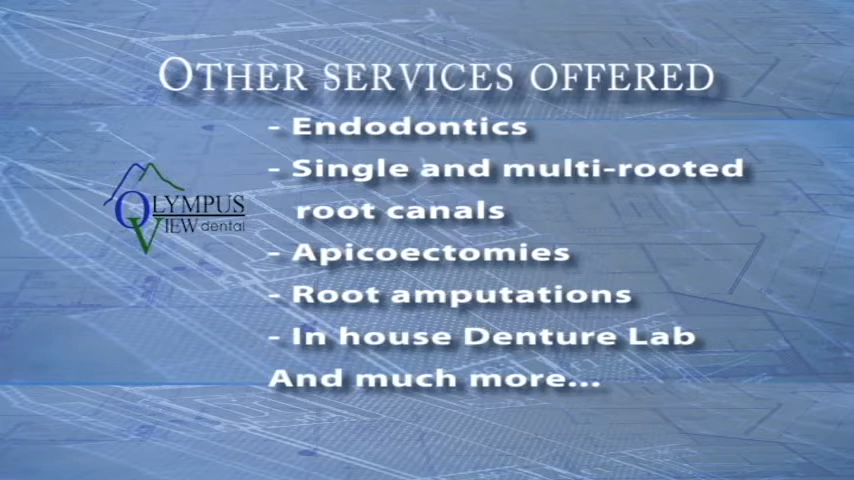 OTHER SERVICES OFFERED
- Endodontics
- Single and multi-rooted
root canals
- Apicoectomies
- Root amputations
- In house Denture Lab
And much more...
OLYMPUS
VIEW dental